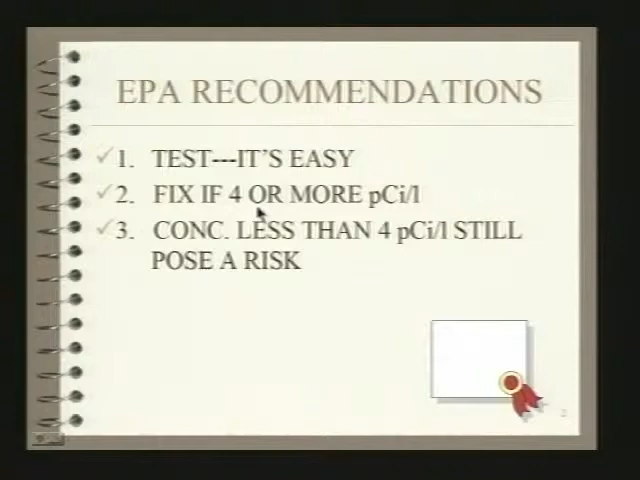 EPA RECOMMENDATIONS
1. TEST---IT'S EASY
2. FIX IF 4 OR MORE pCi/l
3. CONC. LESS THAN 4 pCi/l STILL
POSE A RISK
2